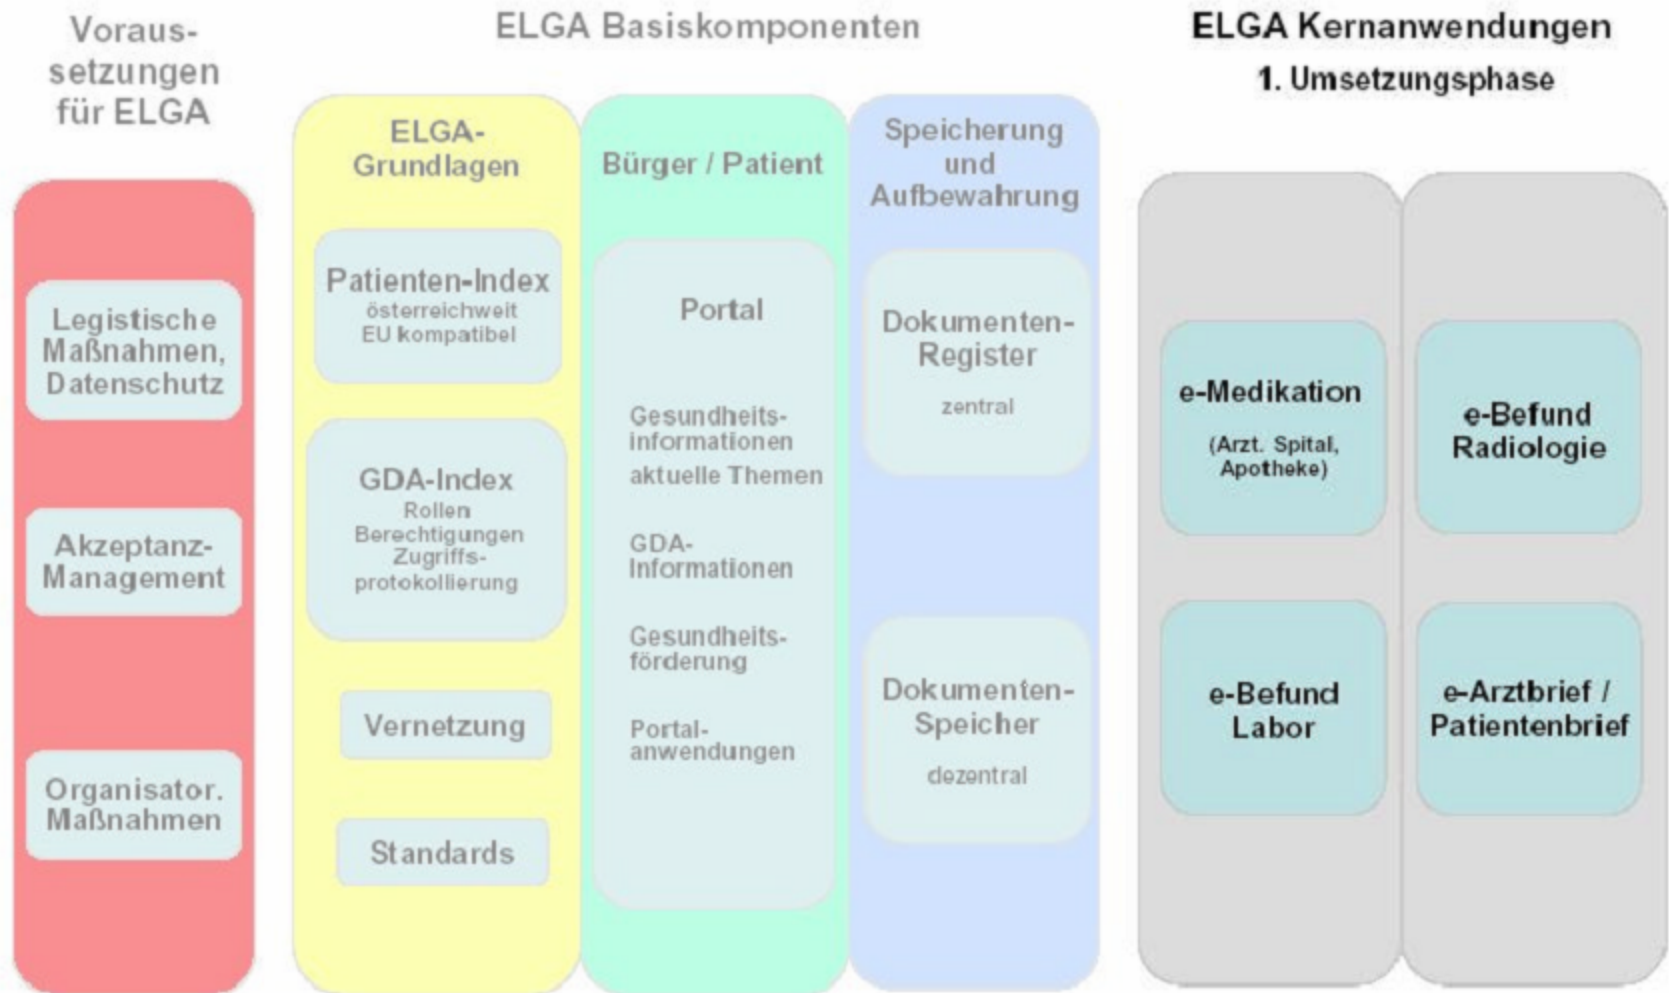 Voraus-
setzungen
für ELGA
Legistische
Maßnahmen,
Datenschutz
Akzeptanz-
Management
Organisator.
Maßnahmen
ELGA Basiskomponenten
ELGA-
Grundlagen
Patienten-Index
österreichweit
EU kompatibel
GDA-Index
Rollen
Berechtigungen
Zugriffs-
protokollierung
Vernetzung
Standards
Bürger / Patient
Portal
Gesundheits-
informationen
aktuelle Themen
GDA-
Informationen
Gesundheits-
förderung
Portal-
anwendungen
Speicherung
und
Aufbewahrung
Dokumenten-
Register
zentral
Dokumenten-
Speicher
dezentral
ELGA Kernanwendungen
1. Umsetzungsphase
e-Medikation
(Arzt. Spital,
Apotheke)
e-Befund
Labor
e-Befund
Radiologie
e-Arztbrief /
Patientenbrief